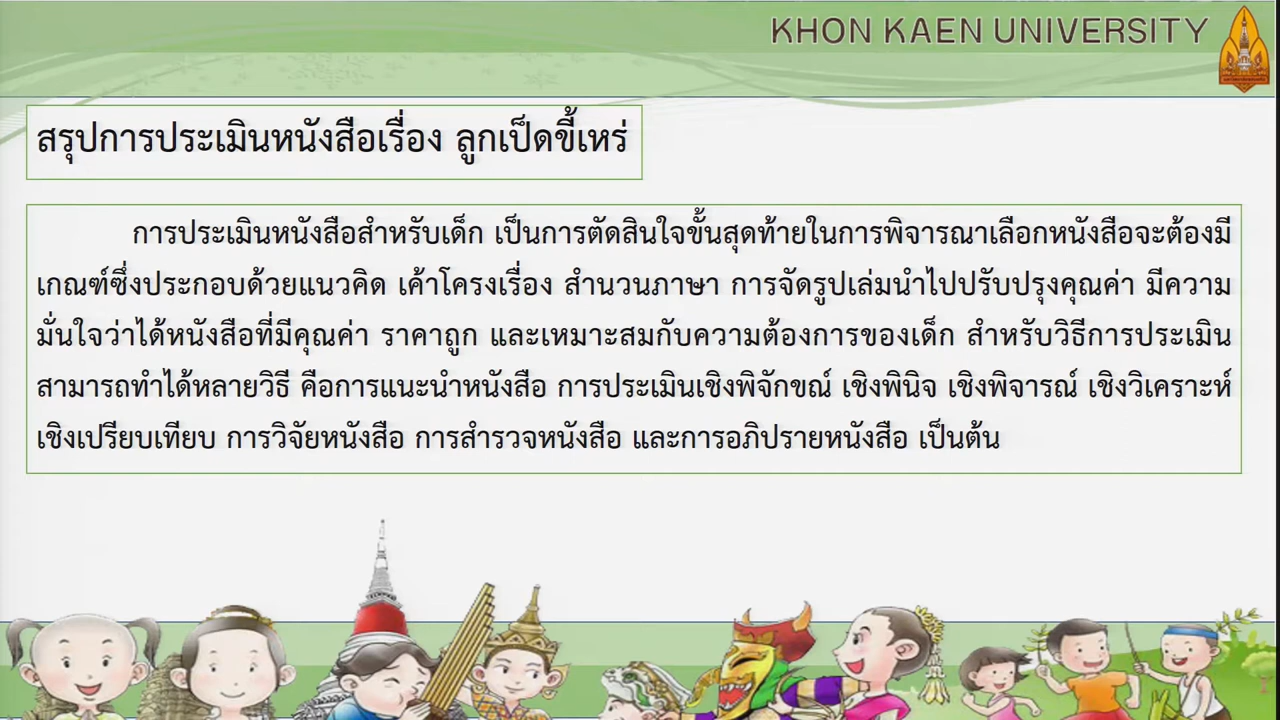 KHON KAEN UNIVERSITY
สรุปการประเมินหนังสือเรื่อง ลูกเป็ดขี้เหร่
การประเมินหนังสือสำหรับเด็ก เป็นการตัดสินใจขั้นสุดท้ายในการพิจารณาเลือกหนังสือจะต้องมี
เกณฑ์ซึ่งประกอบด้วยแนวคิด เค้าโครงเรื่อง สำนวนภาษา การจัดรูปเล่มนำไปปรับปรุงคุณค่า มีความ
มั่นใจว่าได้หนังสือที่มีคุณค่า ราคาถูก และเหมาะสมกับความต้องการของเด็ก สำหรับวิธีการประเมิน
สามารถทำได้หลายวิธี คือการแนะนำหนังสือ การประเมินเชิงพิจักขณ์ เชิงพินิจ เชิงพิจารณ์ เชิงวิเคราะห์
เชิงเปรียบเทียบ การวิจัยหนังสือ การสำรวจหนังสือ และการอภิปรายหนังสือ เป็นต้น